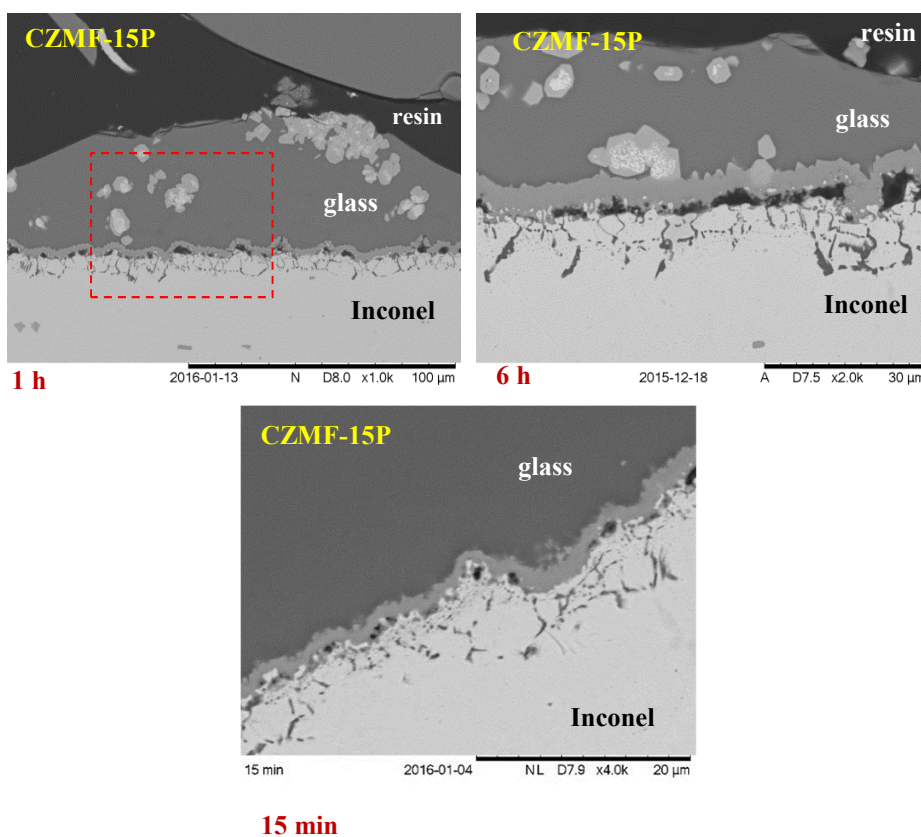 CZMF-15P
resin
glass
Inconel
1 h
2016-01-13 N D8.0 x1.0k 100 µm
CZMF-15P
resin
glass
Inconel
6 h
2015-12-18 A D7.5 x2.0k 30 µm
CZMF-15P
glass
Inconel
15 min 2016-01-04 NL D7.9 x4.0k 20 µm
15 min